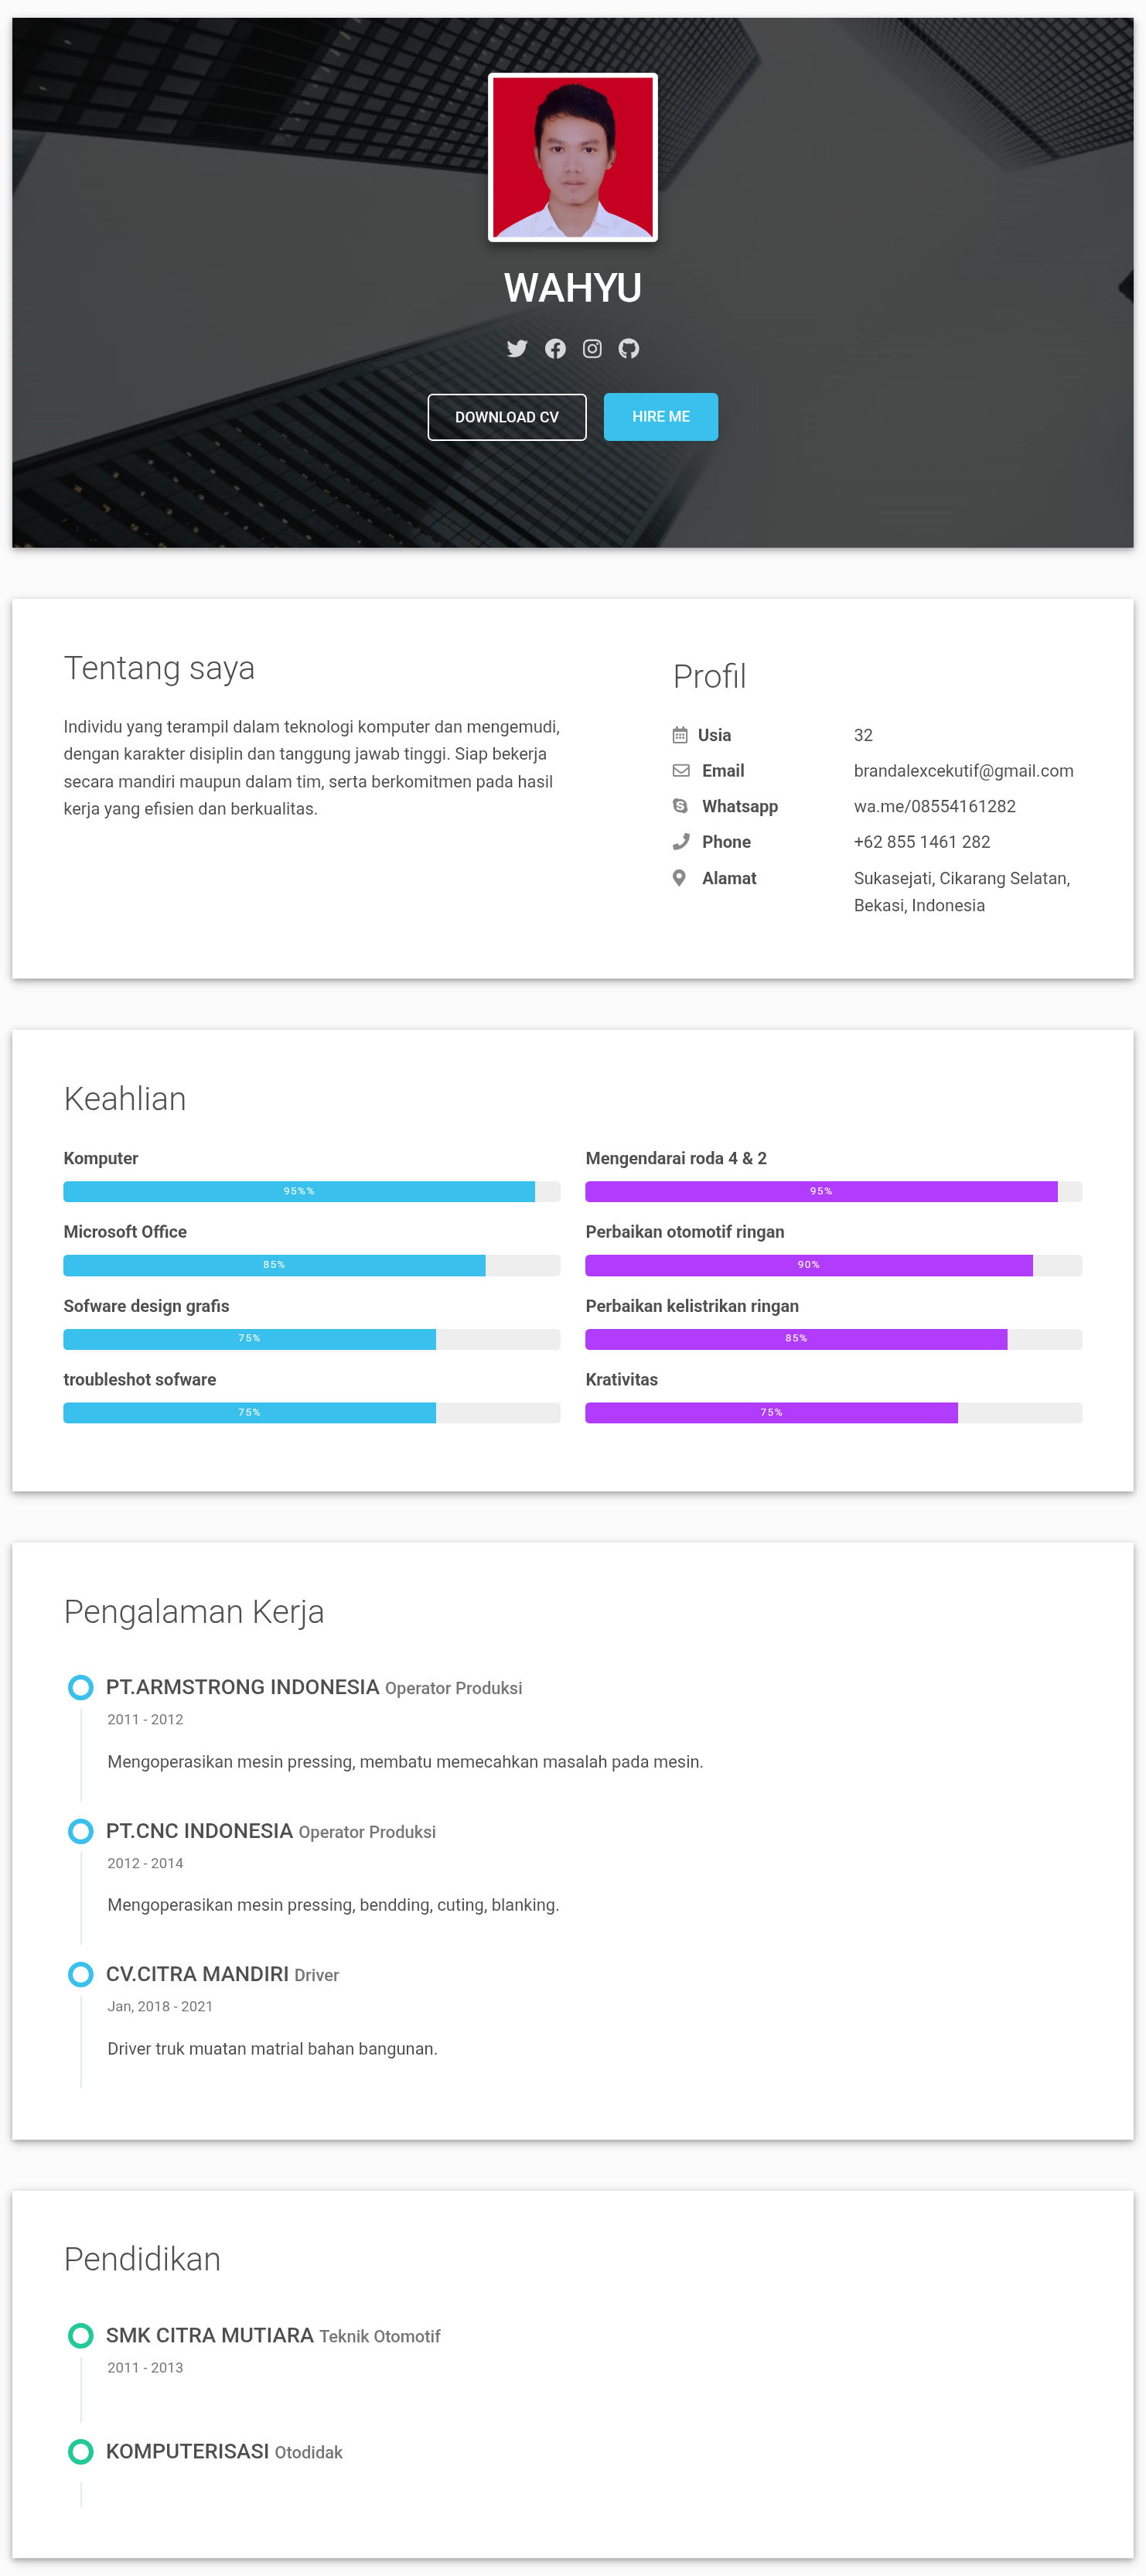 WAHYU
DOWNLOAD CV
HIRE ME
Tentang saya
Individu yang terampil dalam teknologi komputer dan mengemudi,
dengan karakter disiplin dan tanggung jawab tinggi. Siap bekerja
secara mandiri maupun dalam tim, serta berkomitmen pada hasil
kerja yang efisien dan berkualitas.
Profil
Usia 32
Email brandalexcekutif@gmail.com
Whatsapp wa.me/08554161282
Phone +62 855 1461 282
Alamat Sukasejati, Cikarang Selatan,
Bekasi, Indonesia
Keahlian
Komputer
95%%
Microsoft Office
85%
Sofware design grafis
75%
troubleshot sofware
75%
Mengendarai roda 4 & 2
95%
Perbaikan otomotif ringan
90%
Perbaikan kelistrikan ringan
85%
Krativitas
75%
Pengalaman Kerja
PT.ARMSTRONG INDONESIA Operator Produksi
2011 - 2012
Mengoperasikan mesin pressing, membatu memecahkan masalah pada mesin.
PT.CNC INDONESIA Operator Produksi
2012 - 2014
Mengoperasikan mesin pressing, bendding, cuting, blanking.
CV.CITRA MANDIRI Driver
Jan, 2018 - 2021
Driver truk muatan matrial bahan bangunan.
Pendidikan
SMK CITRA MUTIARA Teknik Otomotif
2011 - 2013
KOMPUTERISASI Otodidak